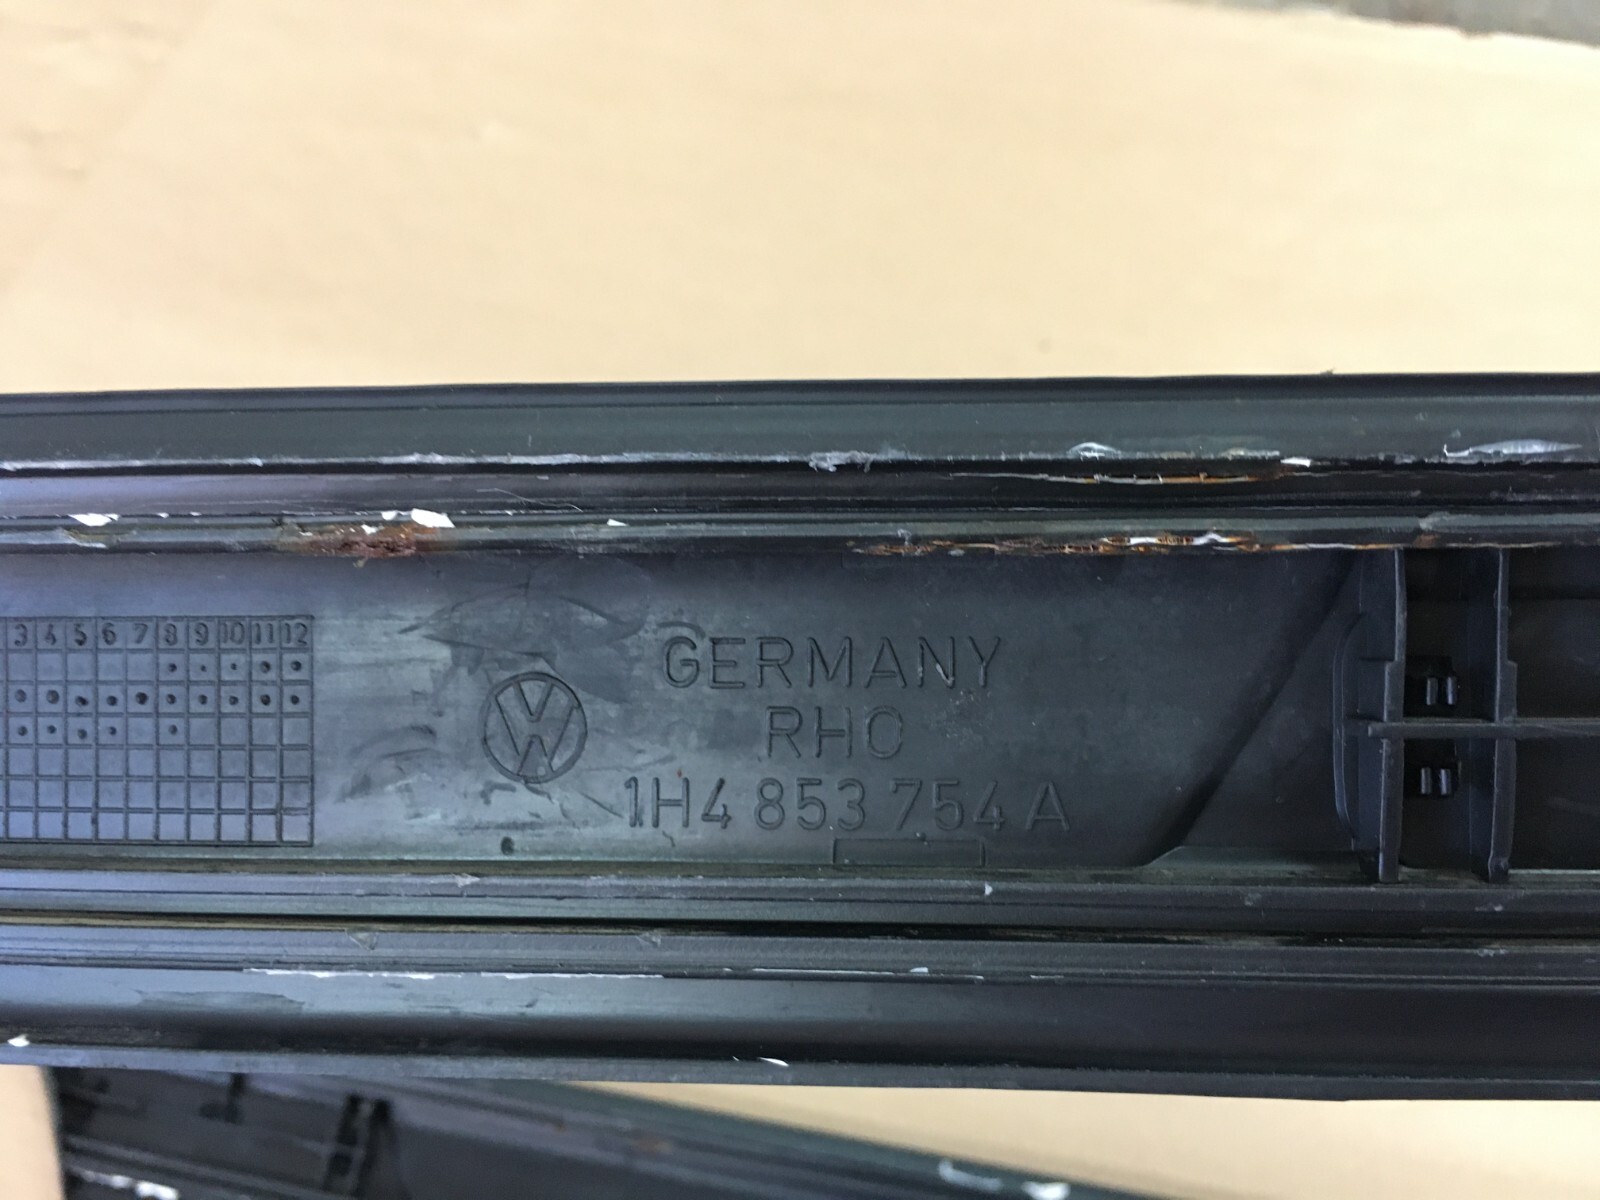 3 4 5 6 7 8 9 10 11 12
GERMANY
RHO
1H4 853 754 A